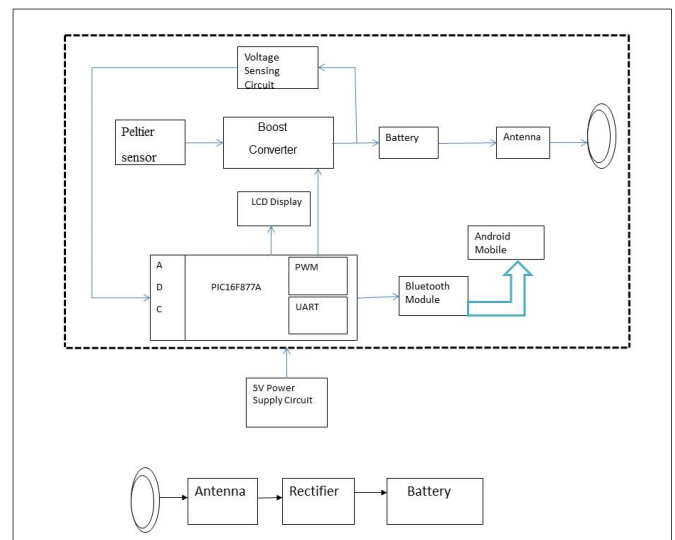 Voltage
Sensing
Circuit
Peltier
sensor
Boost
Converter
Battery
Antenna
LCD Display
Android
Mobile
A
D
C
PIC16F877A
PWM
UART
Bluetooth
Module
5V Power
Supply Circuit
Antenna
Rectifier
Battery